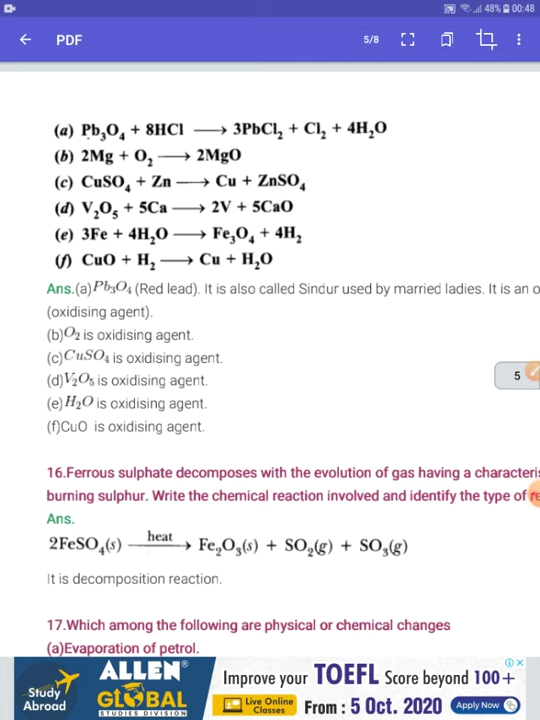 48% 00:48
PDF
5/8
(a) Pb₃O₄ + 8HCl ⟶ 3PbCl₂ + Cl₂ + 4H₂O
(b) 2Mg + O₂ ⟶ 2MgO
(c) CuSO₄ + Zn ⟶ Cu + ZnSO₄
(d) V₂O₅ + 5Ca ⟶ 2V + 5CaO
(e) 3Fe + 4H₂O ⟶ Fe₃O₄ + 4H₂
(f) CuO + H₂ ⟶ Cu + H₂O
Ans.(a)Pb₃O₄ (Red lead). It is also called Sindur used by married ladies. It is an o
(oxidising agent).
(b)O₂ is oxidising agent.
(c)CuSO₄ is oxidising agent.
(d)V₂O₅ is oxidising agent.
5
(e)H₂O is oxidising agent.
(f)CuO is oxidising agent.
16.Ferrous sulphate decomposes with the evolution of gas having a characteris
burning sulphur. Write the chemical reaction involved and identify the type of re
Ans.
2FeSO₄(s) —heat→ Fe₂O₃(s) + SO₂(g) + SO₃(g)
It is decomposition reaction.
17.Which among the following are physical or chemical changes
(a)Evaporation of petrol.
Study Abroad
ALLEN®
GLOBAL
STUDIES DIVISION
Improve your TOEFL Score beyond 100+
Live Online Classes From : 5 Oct. 2020 Apply Now